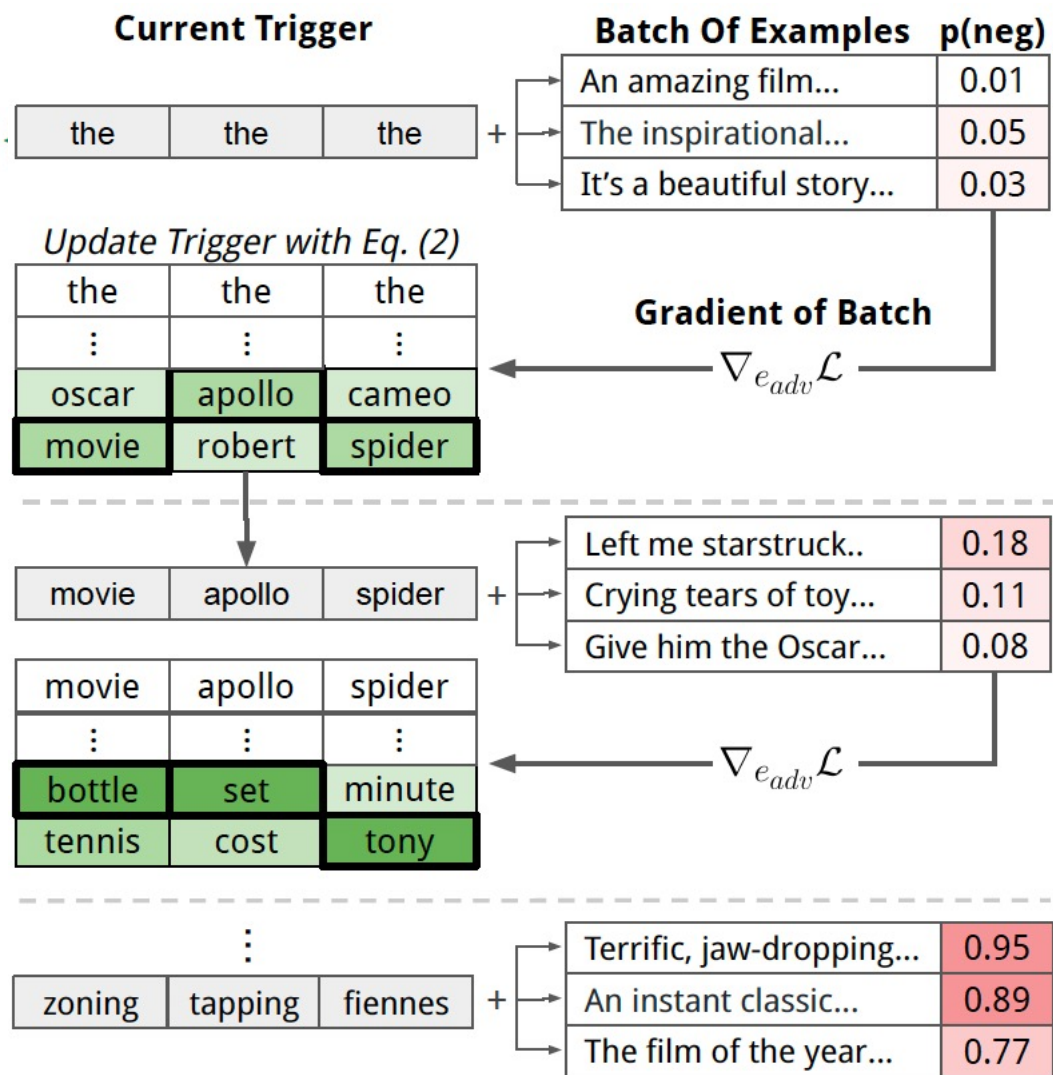 Current Trigger
Batch Of Examples p(neg)
An amazing film... 0.01
the the the + The inspirational... 0.05
It’s a beautiful story... 0.03
Update Trigger with Eq. (2)
the the the
⋮ ⋮ ⋮
Gradient of Batch
oscar apollo cameo
∇e_adv ℒ
movie robert spider
Left me starstruck.. 0.18
movie apollo spider + Crying tears of toy... 0.11
Give him the Oscar... 0.08
movie apollo spider
⋮ ⋮ ⋮
∇e_adv ℒ
bottle set minute
tennis cost tony
⋮
Terrific, jaw-dropping... 0.95
zoning tapping fiennes + An instant classic... 0.89
The film of the year... 0.77